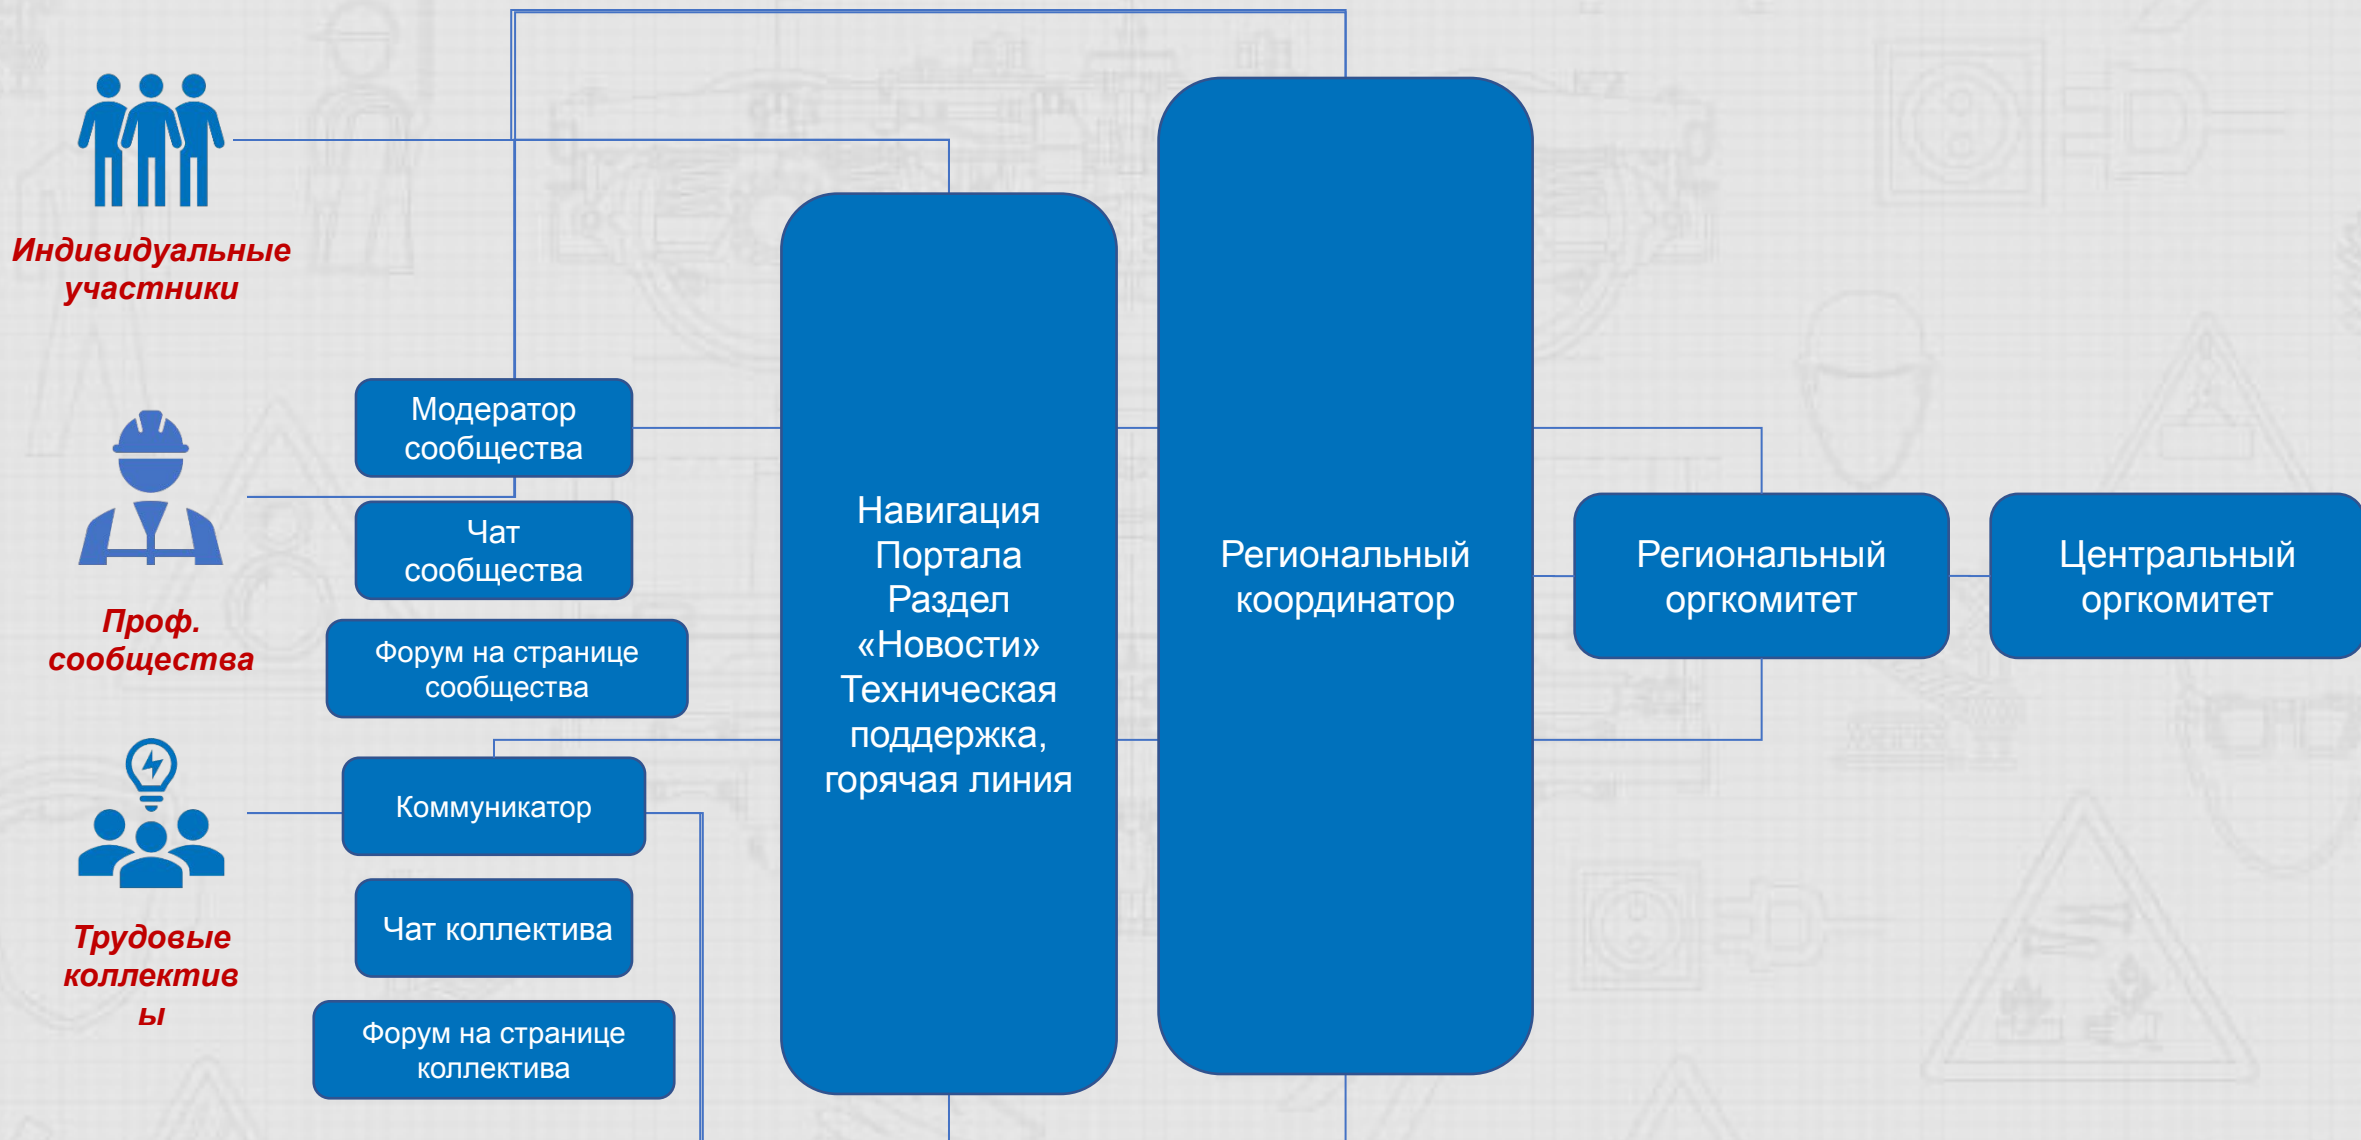 Индивидуальные
участники
Модератор
сообщества
Чат
сообщества
Форум на странице
сообщества
Проф.
сообщества
Коммуникатор
Чат коллектива
Форум на странице
коллектива
Трудовые
коллектив
ы
Навигация
Портала
Раздел
«Новости»
Техническая
поддержка,
горячая линия
Региональный
координатор
Региональный
оргкомитет
Центральный
оргкомитет